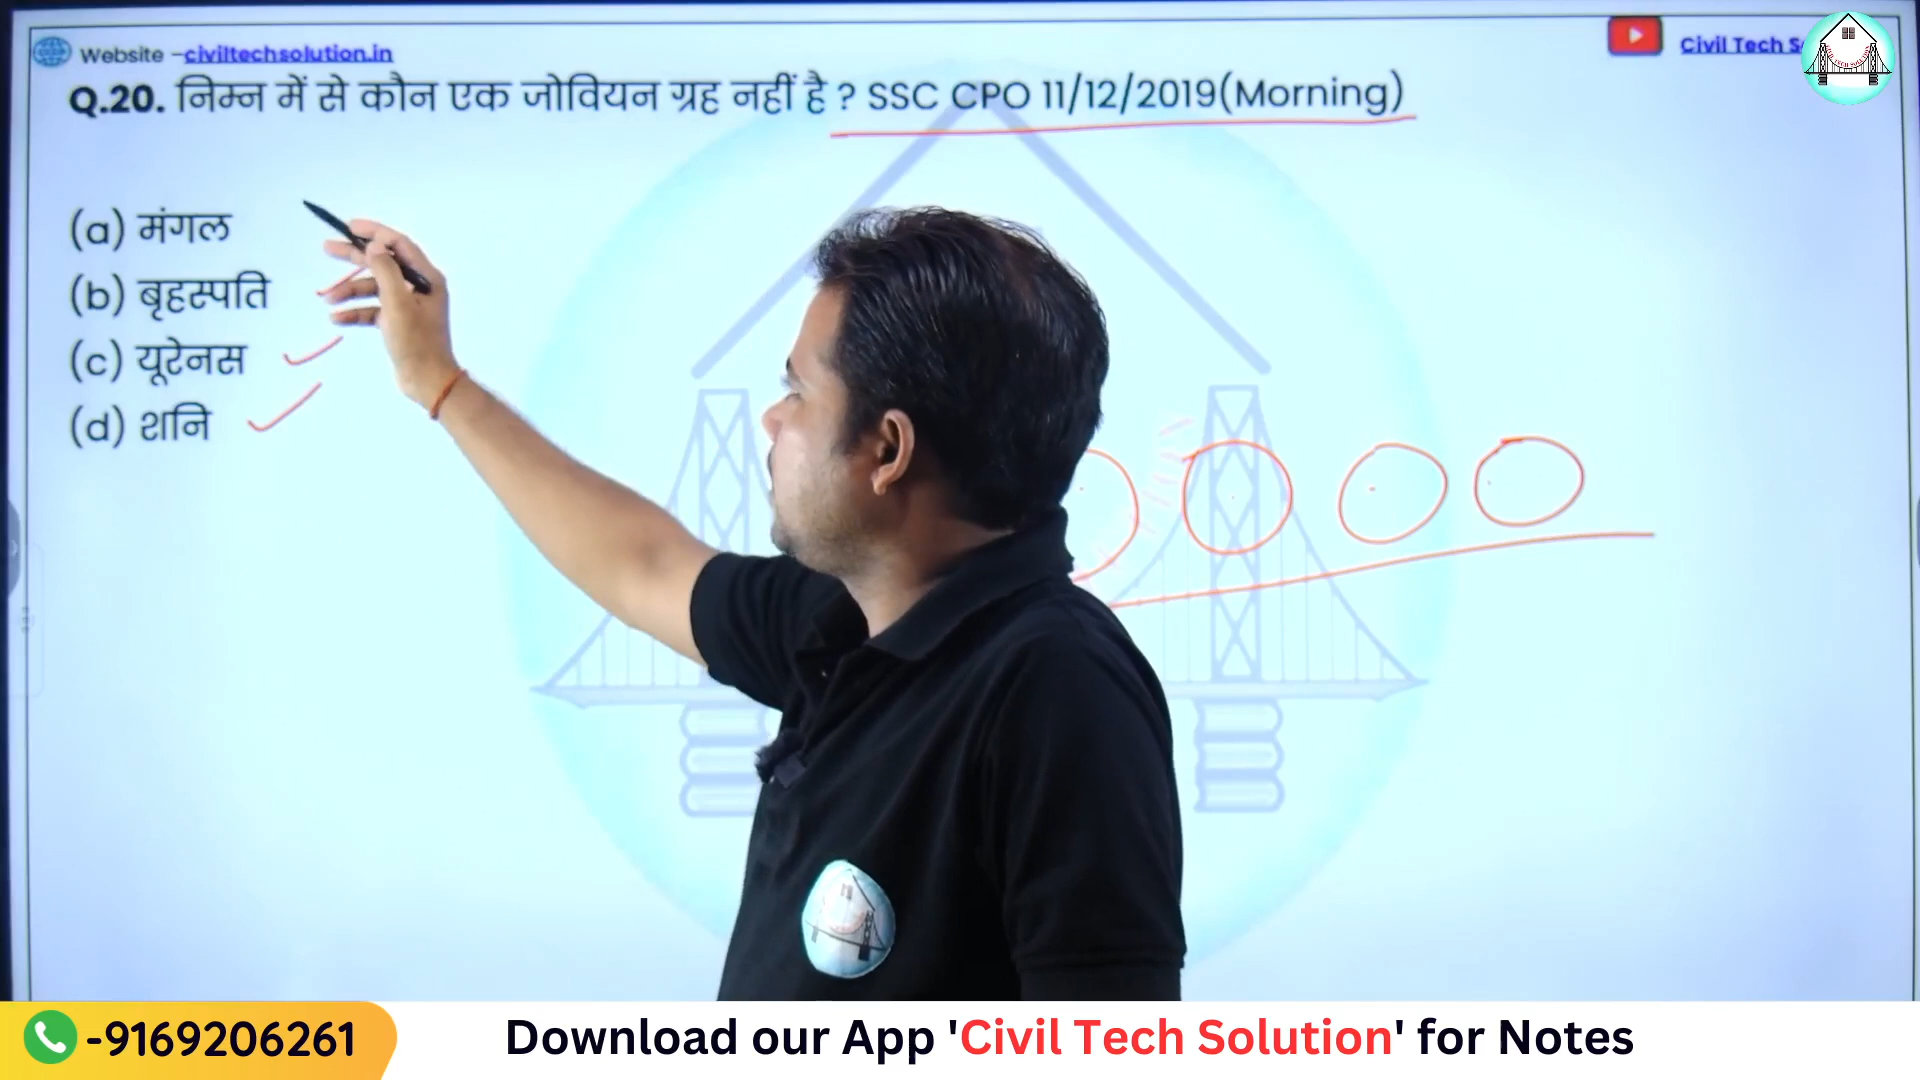 Website –civiltechsolution.in
Civil Tech S
Q.20. निम्न में से कौन एक जोवियन ग्रह नहीं है ? SSC CPO 11/12/2019(Morning)
(a) मंगल
(b) बृहस्पति
(c) यूरेनस
(d) शनि
-9169206261
Download our App 'Civil Tech Solution' for Notes